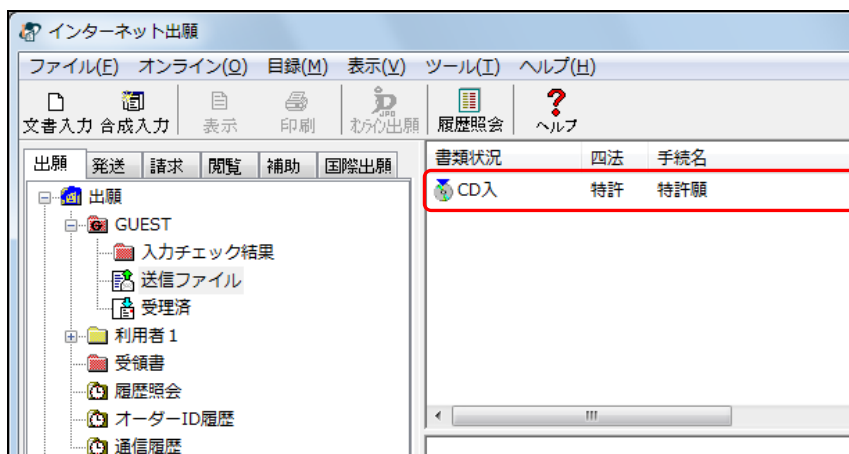 インターネット出願
ファイル(F) オンライン(O) 目録(M) 表示(V) ツール(T) ヘルプ(H)
文書入力 合成入力 表示 印刷 オンライン出願 履歴照会 ヘルプ
出願 発送 請求 閲覧 補助 国際出願
書類状況 四法 手続名
CD入 特許 特許願
出願
GUEST
入力チェック結果
送信ファイル
受理済
利用者1
受領書
履歴照会
オーダーID履歴
通信履歴